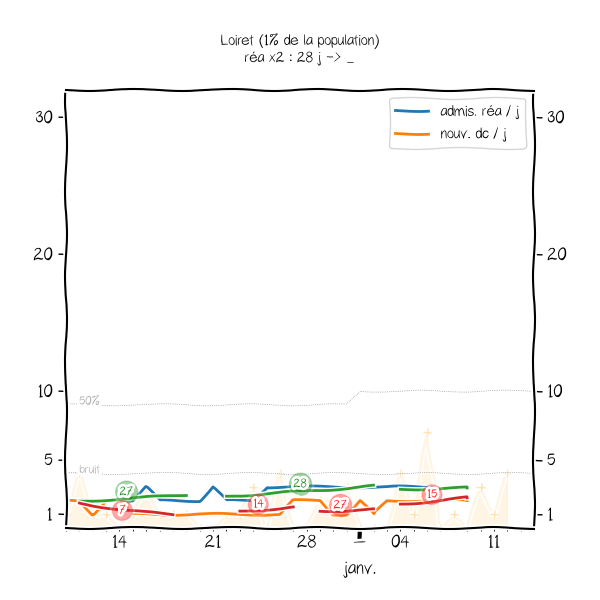 Loiret (1% de la population)
réa x2 : 28 j -> _
admis. réa / j
nouv. dc / j
30 30
20 20
10 10
50%
5 5
bruit
28
27
15
14 27
7
1 1
14 21 28 _ 04 11
janv.